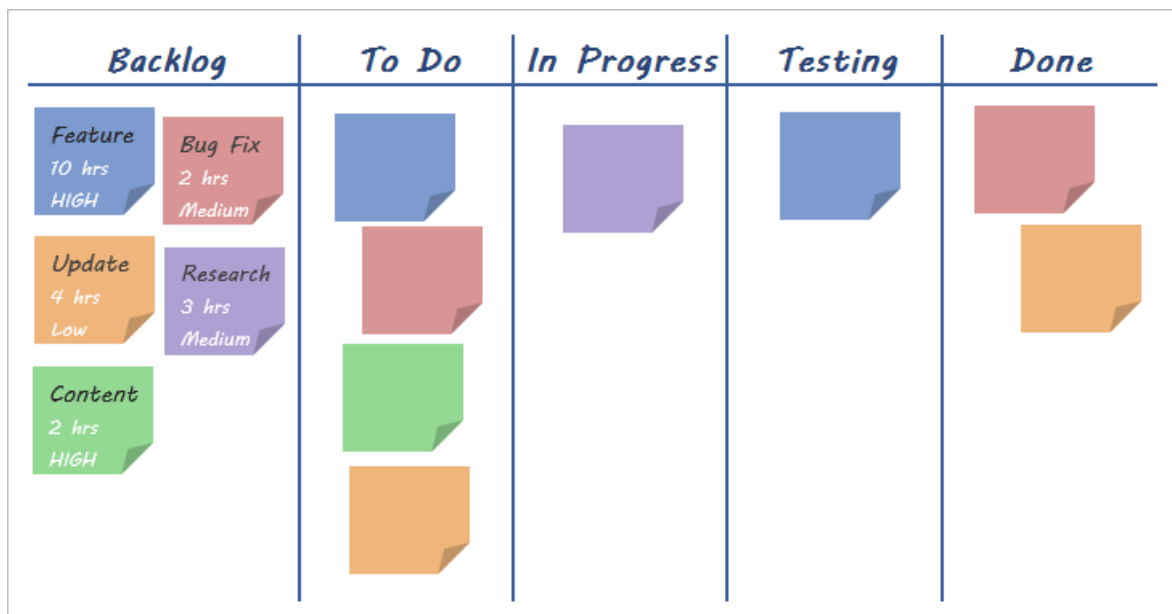 Backlog
To Do
In Progress
Testing
Done
Feature
10 hrs
HIGH
Bug Fix
2 hrs
Medium
Update
4 hrs
Low
Research
3 hrs
Medium
Content
2 hrs
HIGH